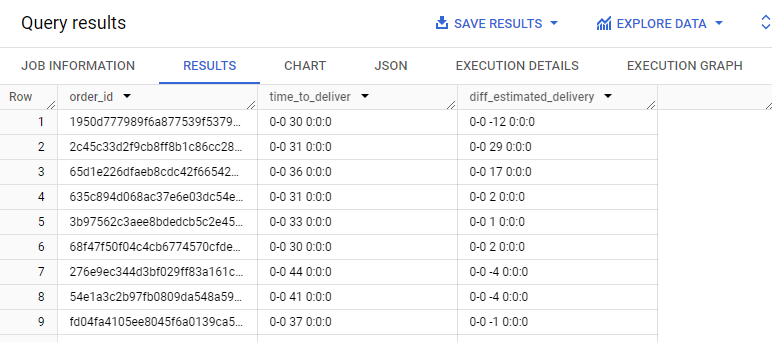 Query results SAVE RESULTS EXPLORE DATA
JOB INFORMATION RESULTS CHART JSON EXECUTION DETAILS EXECUTION GRAPH
Row order_id time_to_deliver diff_estimated_delivery
1 1950d777989f6a877539f5379... 0-0 30 0:0:0 0-0 -12 0:0:0
2 2c45c33d2f9cb8ff8b1c86cc28... 0-0 31 0:0:0 0-0 29 0:0:0
3 65d1e226dfaeb8cdc42f66542... 0-0 36 0:0:0 0-0 17 0:0:0
4 635c894d068ac37e6e03dc54e... 0-0 31 0:0:0 0-0 2 0:0:0
5 3b97562c3aee8bdedcb5c2e45... 0-0 33 0:0:0 0-0 1 0:0:0
6 68f47f50f04c4cb6774570cfde... 0-0 30 0:0:0 0-0 2 0:0:0
7 276e9ec344d3bf029ff83a161c... 0-0 44 0:0:0 0-0 -4 0:0:0
8 54e1a3c2b97fb0809da548a59... 0-0 41 0:0:0 0-0 -4 0:0:0
9 fd04fa4105ee8045f6a0139ca5... 0-0 37 0:0:0 0-0 -1 0:0:0